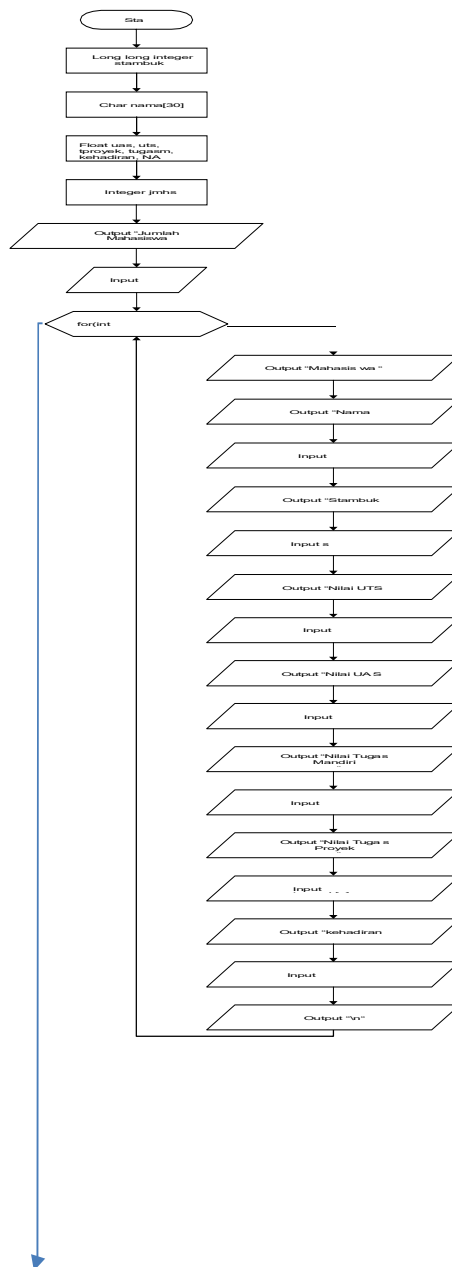 Sta
Long long integer
stambuk
Char nama[30]
Float uas, uts,
tproyek, tugasm,
kehadiran, NA
Integer jmhs
Output "Jumlah
Mahasiswa
Input
for(int
Output "Mahasis wa "
Output "Nama
Input
Output "Stambuk
Input s
Output "Nilai UTS
Input
Output "Nilai UA S
Input
Output "Nilai Tugas
Mandiri
Input
Output "Nilai Tuga s
Proyek
Input
Output "kehadiran
Input
Output "\n"